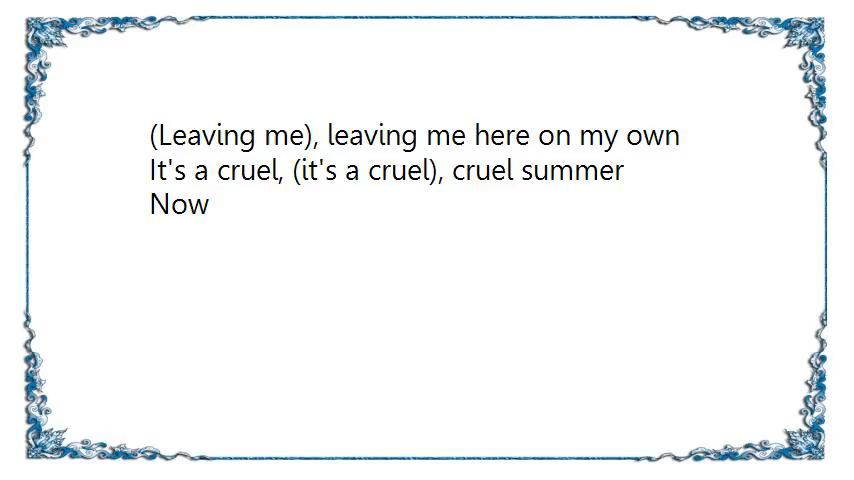 (Leaving me), leaving me here on my own
It's a cruel, (it's a cruel), cruel summer
Now